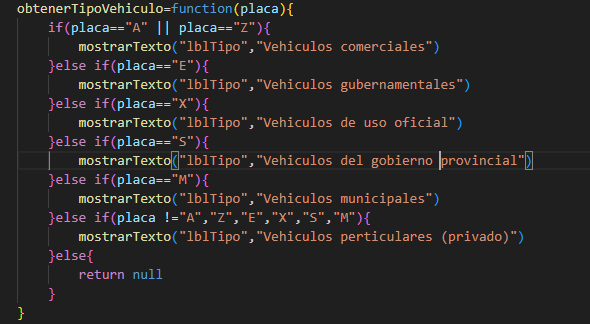 obtenerTipoVehiculo=function(placa){
    if(placa=="A" || placa=="Z"){
        mostrarTexto("lblTipo","Vehiculos comerciales")
    }else if(placa=="E"){
        mostrarTexto("lblTipo","Vehiculos gubernamentales")
    }else if(placa=="X"){
        mostrarTexto("lblTipo","Vehiculos de uso oficial")
    }else if(placa=="S"){
        mostrarTexto("lblTipo","Vehiculos del gobierno provincial")
    }else if(placa=="M"){
        mostrarTexto("lblTipo","Vehiculos municipales")
    }else if(placa !="A","Z","E","X","S","M"){
        mostrarTexto("lblTipo","Vehiculos perticulares (privado)")
    }else{
        return null
    }
}